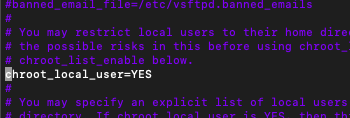 #banned_email_file=/etc/vsftpd.banned_emails
#
# You may restrict local users to their home
# the possible risks in this before using chroot_
# chroot_list_enable below.
chroot_local_user=YES
#
# You may specify an explicit list of local users
# directory. If chroot_local_user is YES, then